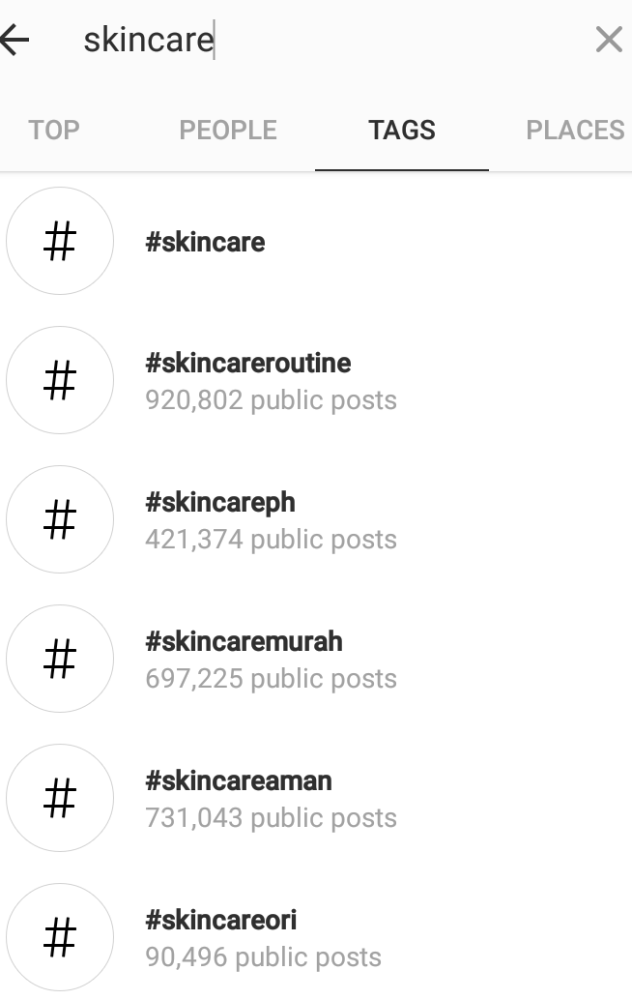 skincare
TOP PEOPLE TAGS PLACES
# #skincare
# #skincareroutine
920,802 public posts
# #skincareph
421,374 public posts
# #skincaremurah
697,225 public posts
# #skincareaman
731,043 public posts
# #skincareori
90,496 public posts